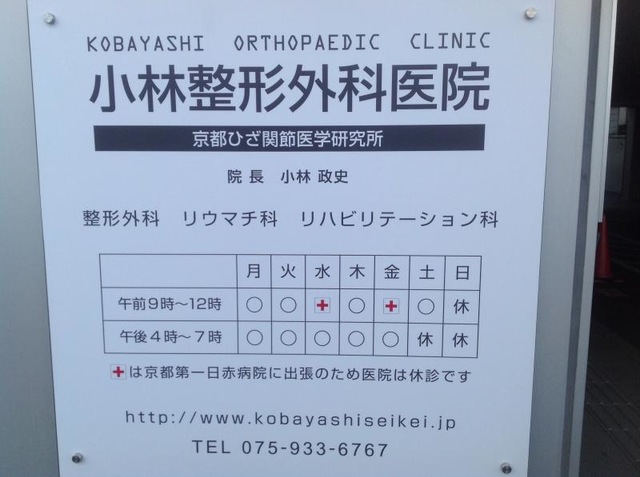 KOBAYASHI ORTHOPAEDIC CLINIC
小林整形外科医院
京都ひざ関節医学研究所
院長 小林 政史
整形外科 リウマチ科 リハビリテーション科
月 火 水 木 金 土 日
午前9時～12時 ○ ○ ✚ ○ ✚ ○ 休
午後4時～7時 ○ ○ ○ ○ ○ 休 休
✚は京都第一日赤病院に出張のため医院は休診です
http://www.kobayashiseikei.jp
TEL 075-933-6767